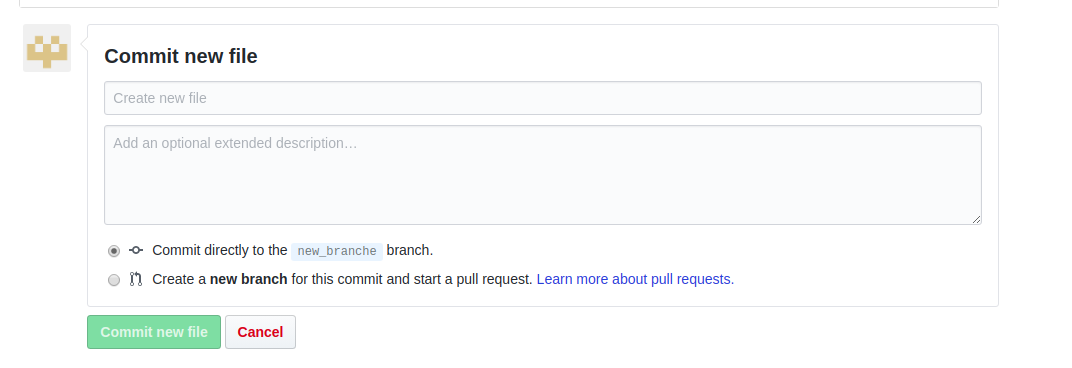 Commit new file
Create new file
Add an optional extended description…
Commit directly to the new_branche branch.
Create a new branch for this commit and start a pull request. Learn more about pull requests.
Commit new file Cancel